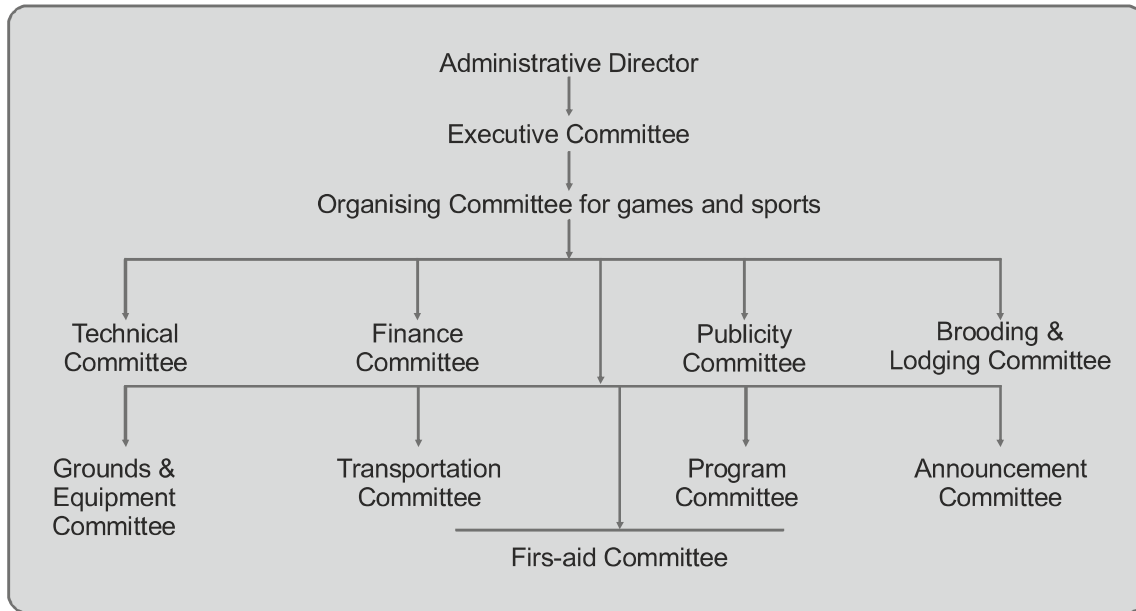 Administrative Director
Executive Committee
Organising Committee for games and sports
Technical
Committee
Finance
Committee
Publicity
Committee
Brooding &
Lodging Committee
Grounds &
Equipment
Committee
Transportation
Committee
Program
Committee
Announcement
Committee
Firs-aid Committee